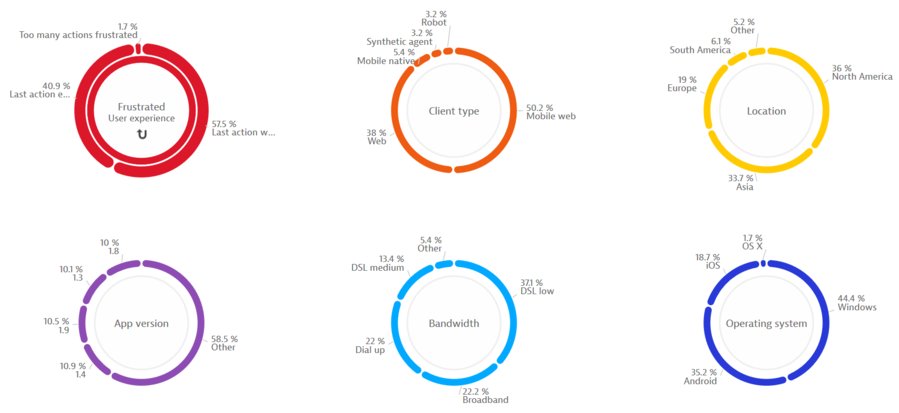 1.7 %
Too many actions frustrated
40.9 %
Last action e...
Frustrated
User experience
57.5 %
Last action w...
3.2 %
Robot
3.2 %
Synthetic agent
5.4 %
Mobile native
Client type
50.2 %
Mobile web
38 %
Web
5.2 %
Other
6.1 %
South America
19 %
Europe
36 %
North America
Location
33.7 %
Asia
10 %
1.8
10.1 %
1.3
10.5 %
1.9
App version
58.5 %
Other
10.9 %
1.4
5.4 %
Other
13.4 %
DSL medium
37.1 %
DSL low
Bandwidth
22 %
Dial up
22.2 %
Broadband
1.7 %
OS X
18.7 %
iOS
44.4 %
Windows
Operating system
35.2 %
Android